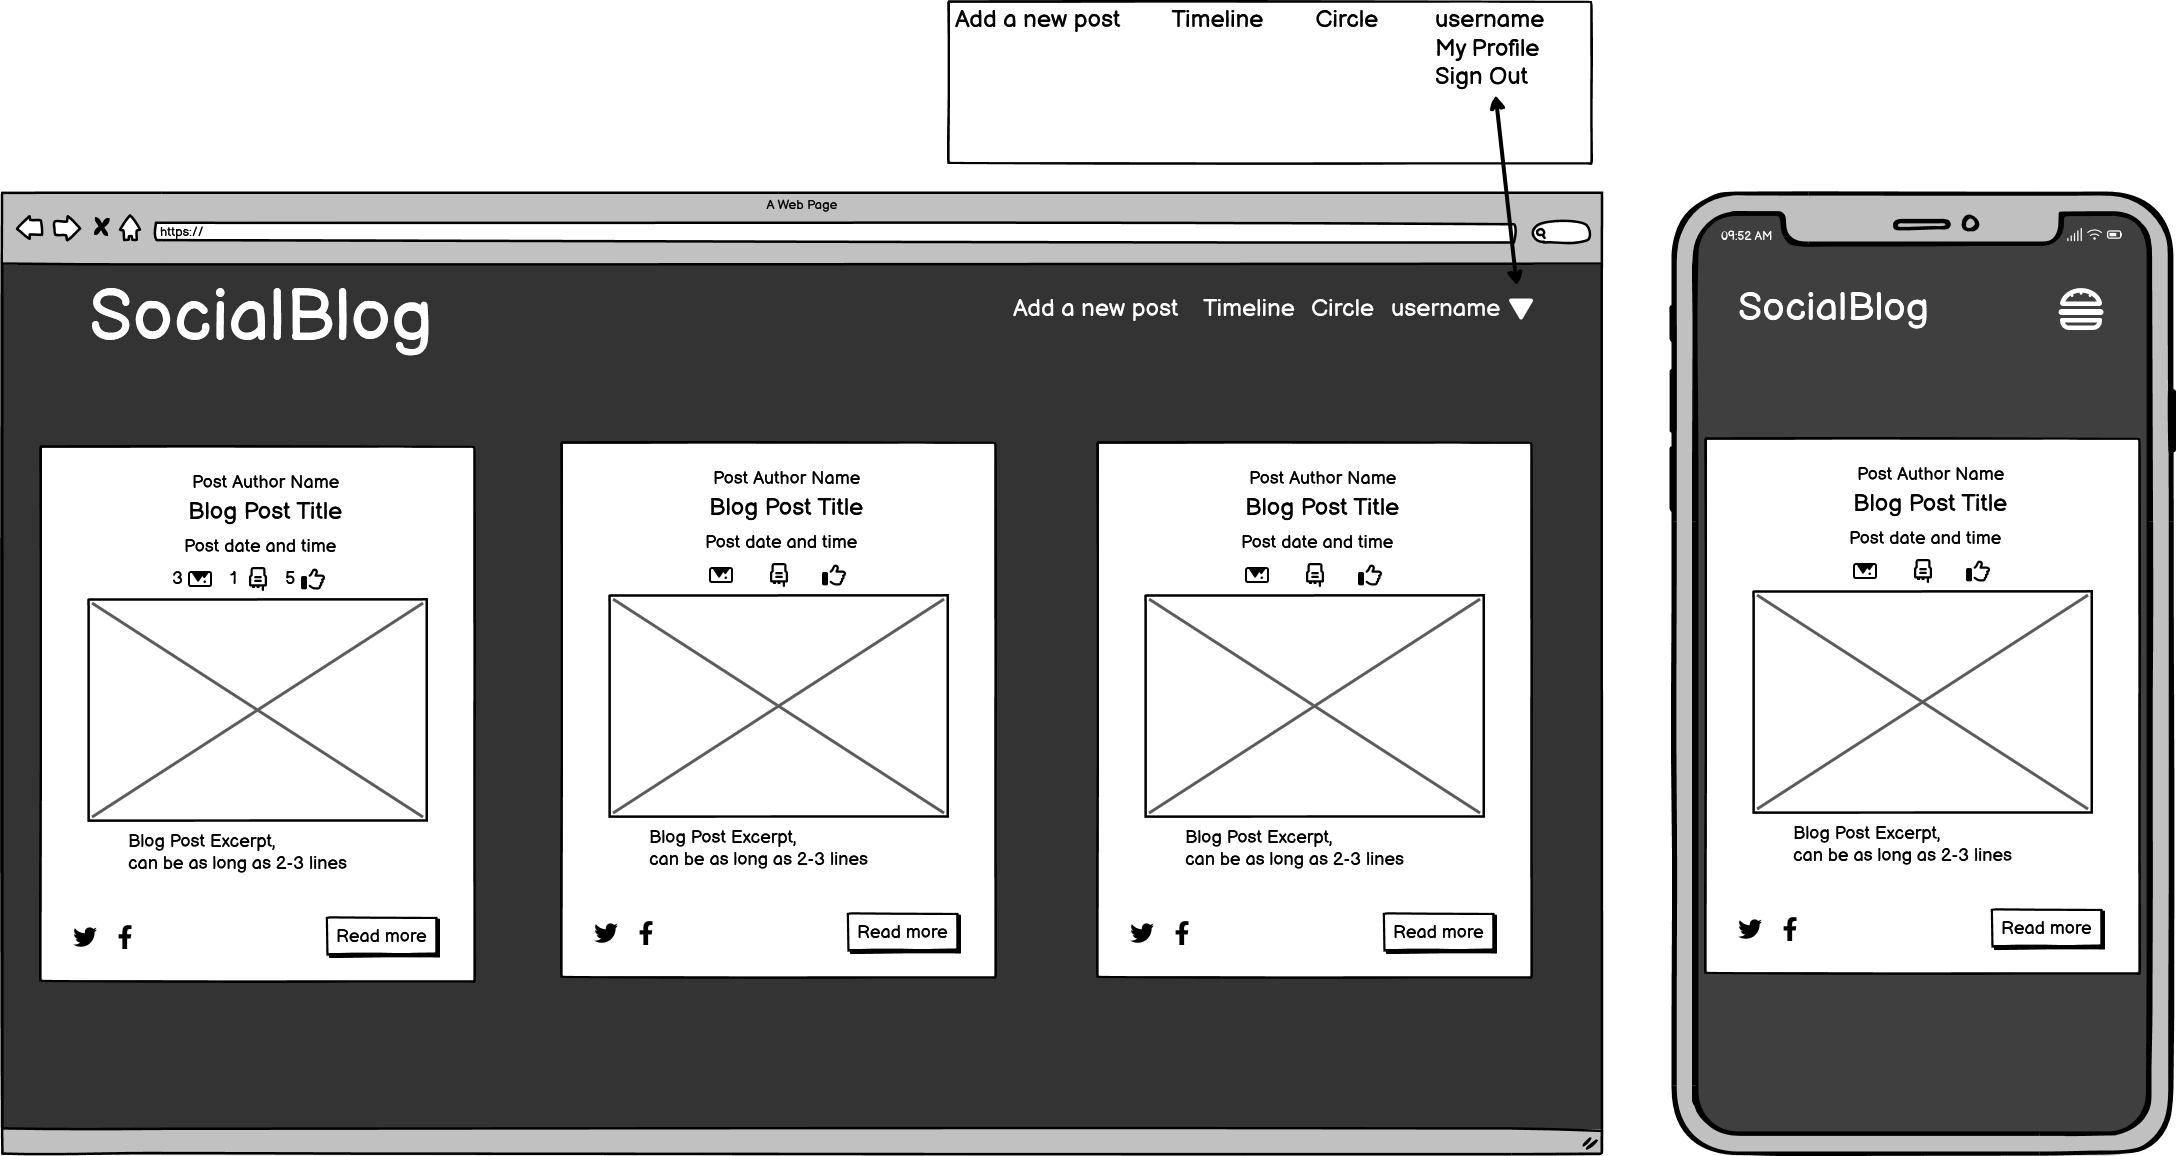 Add a new post Timeline Circle username
My Profile
Sign Out
A Web Page
https://
SocialBlog
Add a new post Timeline Circle username
Post Author Name
Blog Post Title
Post date and time
3 1 5
Blog Post Excerpt,
can be as long as 2-3 lines
Read more
Post Author Name
Blog Post Title
Post date and time
Blog Post Excerpt,
can be as long as 2-3 lines
Read more
Post Author Name
Blog Post Title
Post date and time
Blog Post Excerpt,
can be as long as 2-3 lines
Read more
09:52 AM
SocialBlog
Post Author Name
Blog Post Title
Post date and time
Blog Post Excerpt,
can be as long as 2-3 lines
Read more